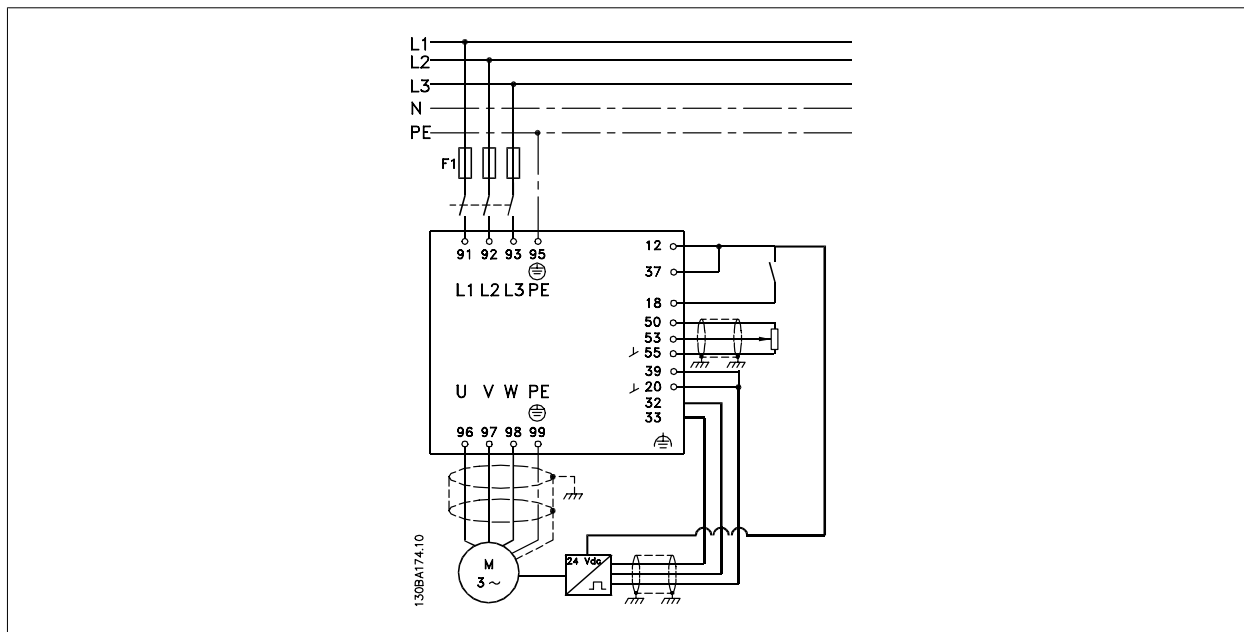 L1
L2
L3
N
PE
F1
91 92 93 95
L1 L2 L3 PE
12
37
18
50
53
55
39
20
32
33
U V W PE
96 97 98 99
M
3 ~
24 Vdc
130BA174.10